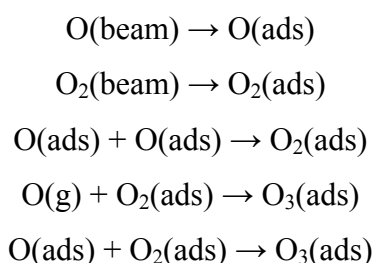 O(beam) → O(ads)
O₂(beam) → O₂(ads)
O(ads) + O(ads) → O₂(ads)
O(g) + O₂(ads) → O₃(ads)
O(ads) + O₂(ads) → O₃(ads)